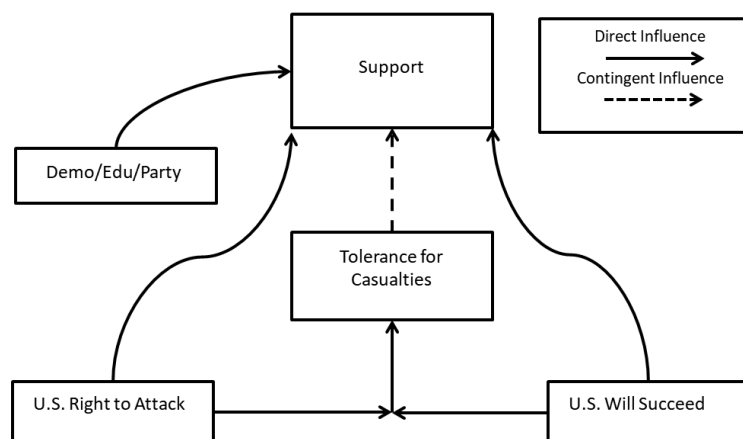 Support
Direct Influence
Contingent Influence
Demo/Edu/Party
Tolerance for
Casualties
U.S. Right to Attack
U.S. Will Succeed